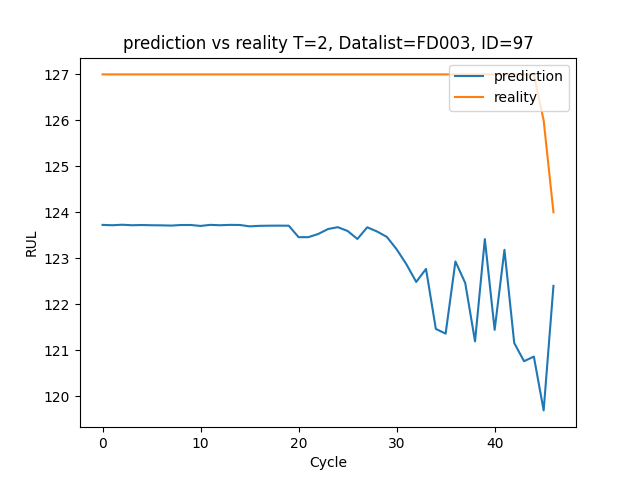 prediction vs reality T=2, Datalist=FD003, ID=97
prediction
reality
127
126
125
124
123
122
121
120
RUL
0 10 20 30 40
Cycle